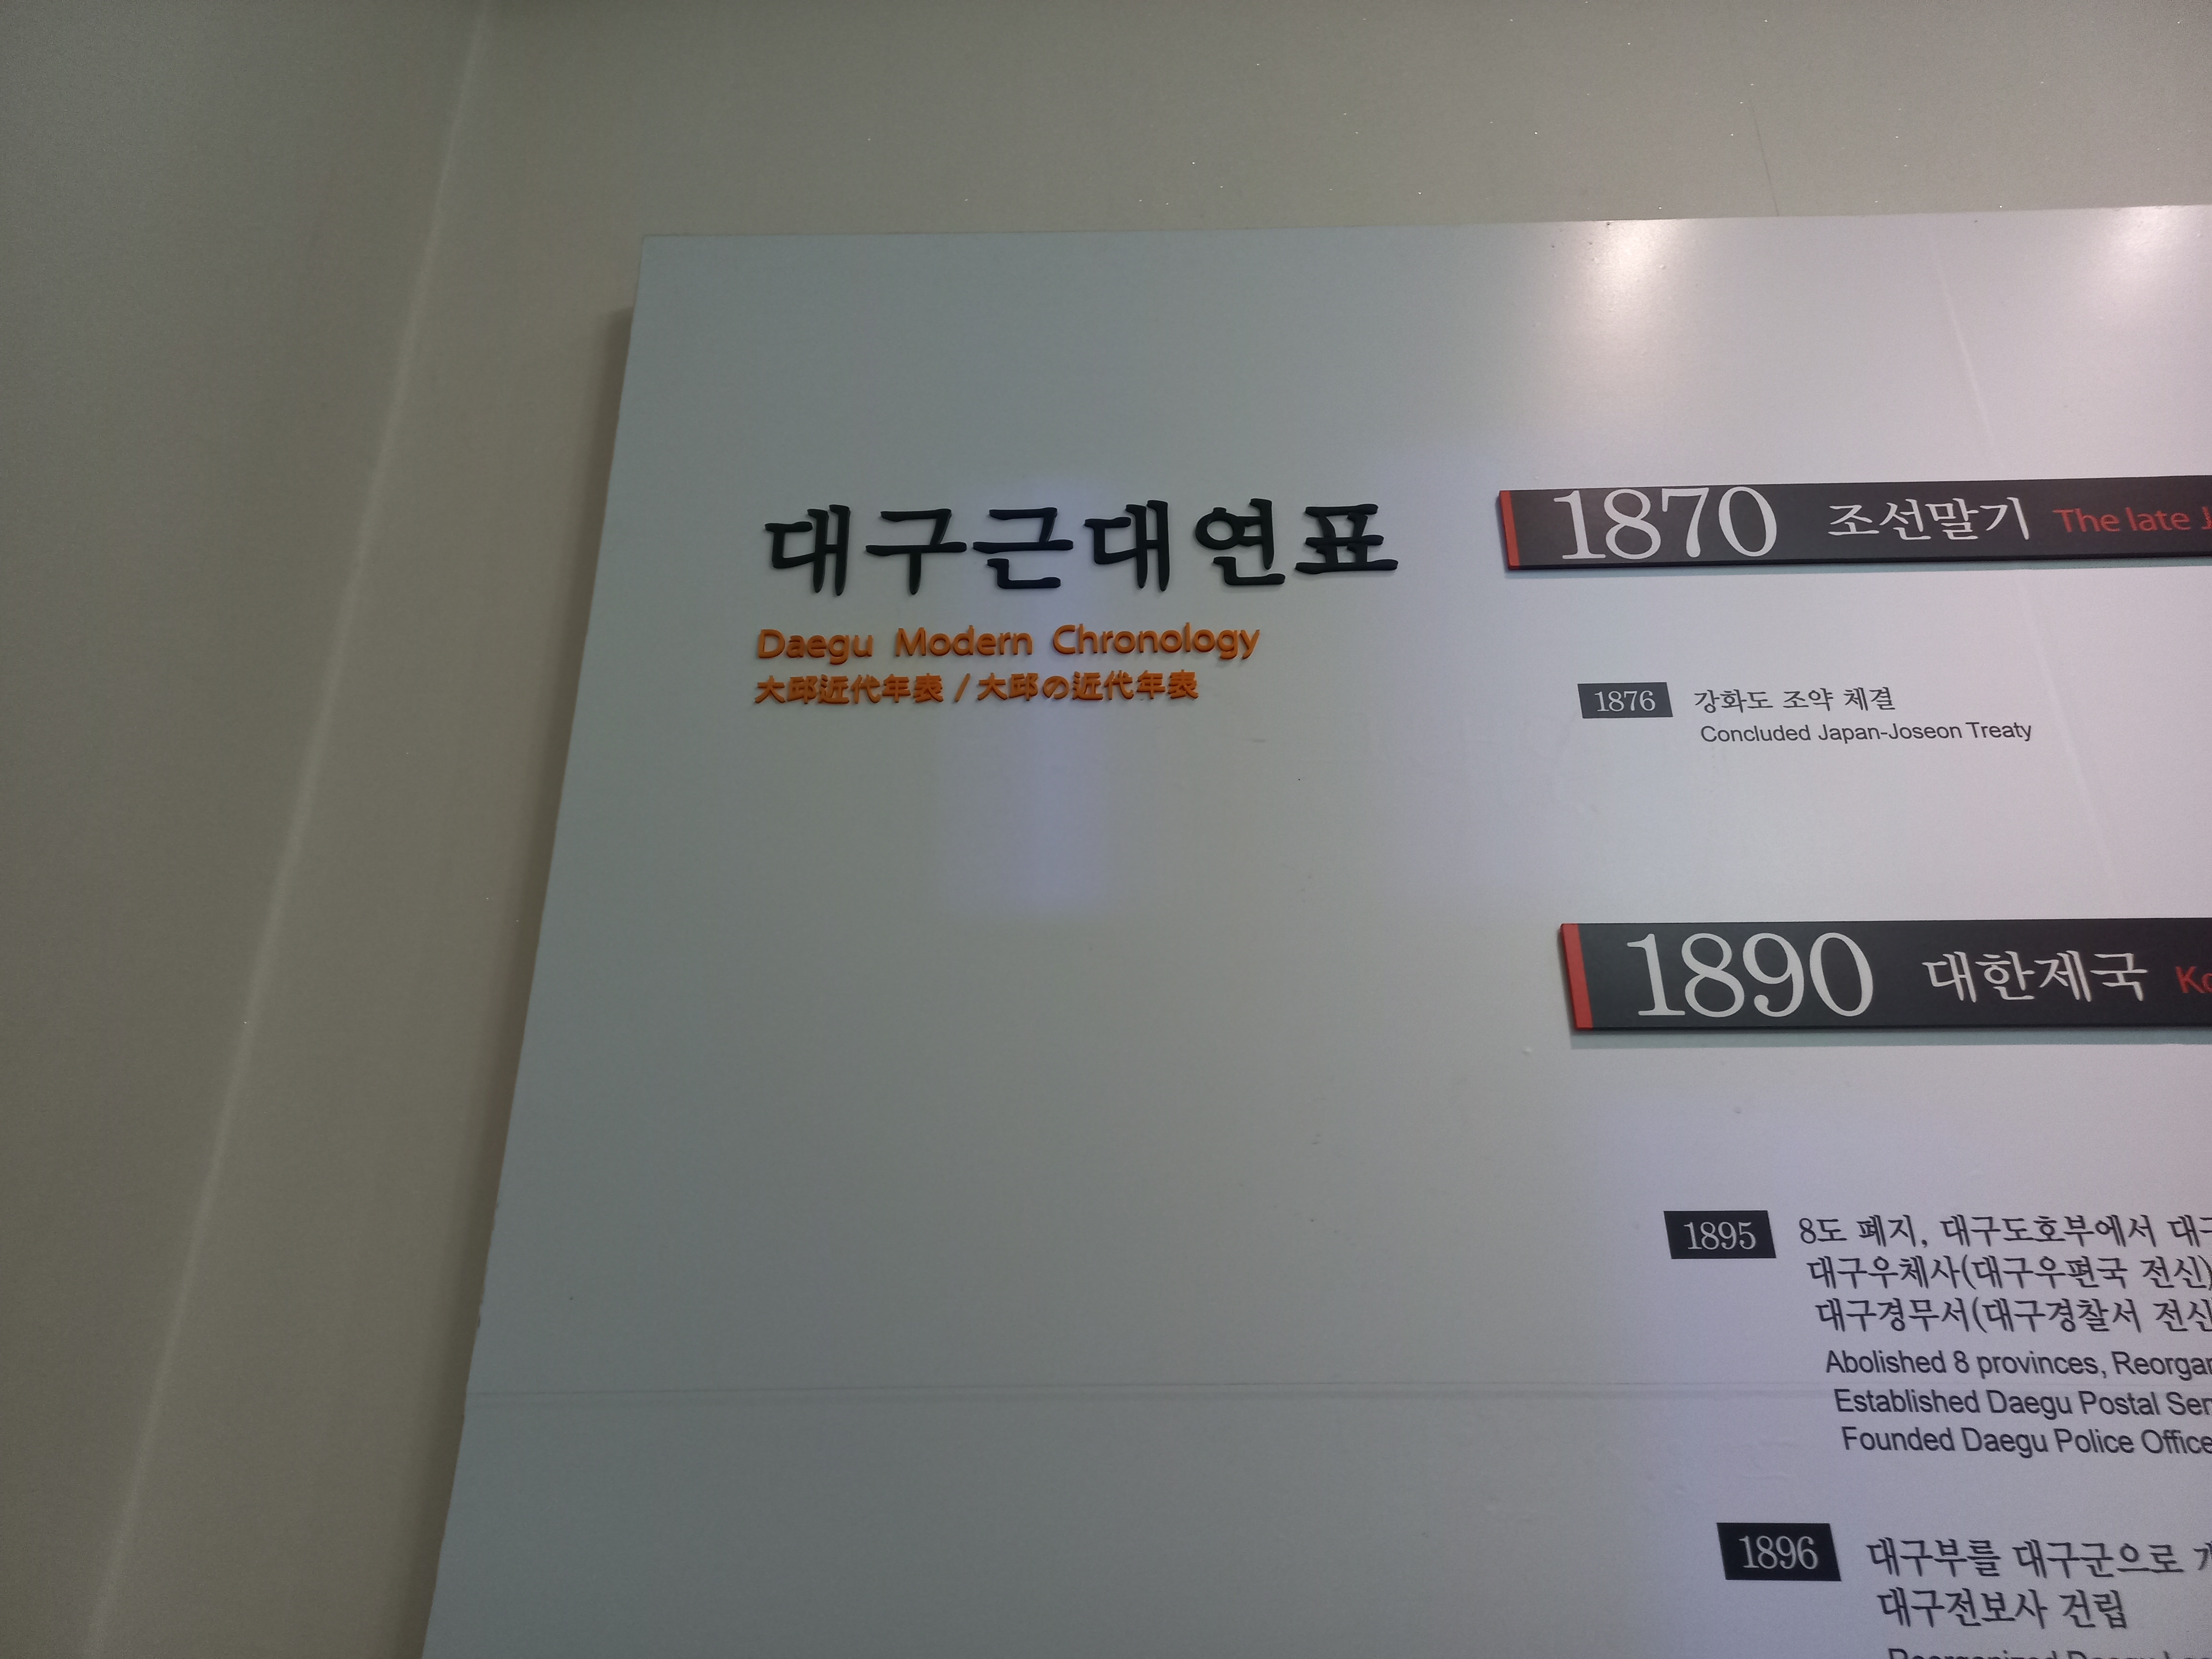 대구근대연표
Daegu Modern Chronology
大邱近代年表 / 大邱の近代年表
1870 조선말기 The late
1876 강화도 조약 체결
Concluded Japan-Joseon Treaty
1890 대한제국
1895 8도 폐지, 대구도호부에서
대구우체사(대구우편국 전신)
대구경무서(대구경찰서 전신
Abolished 8 provinces,
Established Daegu Postal
Founded Daegu Police Office
1896 대구부를 대구군으로
대구전보사 건립